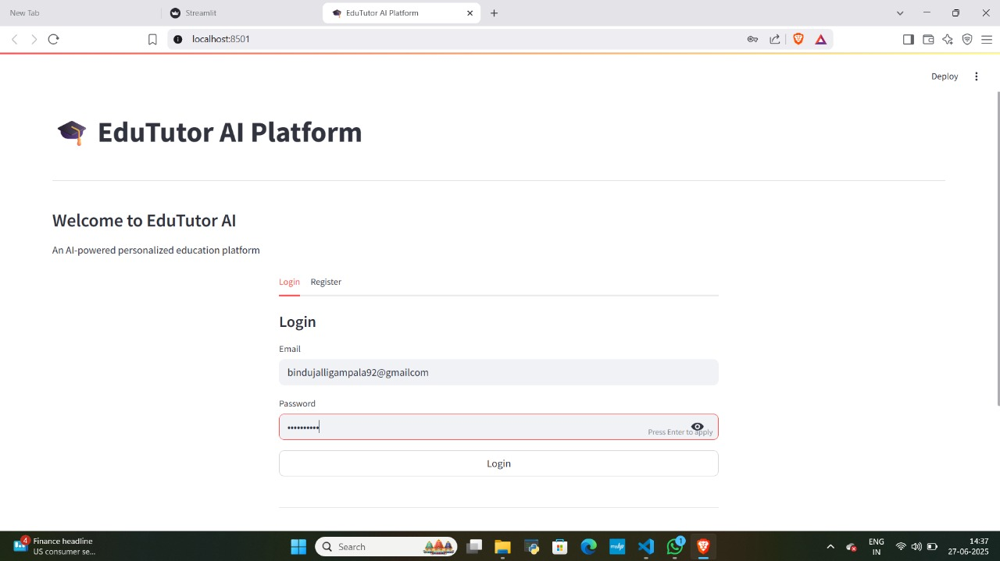 New Tab
Streamlit
EduTutor AI Platform
localhost:8501
Deploy
EduTutor AI Platform
Welcome to EduTutor AI
An AI-powered personalized education platform
Login
Register
Login
Email
bindujalligampala92@gmailcom
Password
••••••••••
Press Enter to apply
Login
4
Finance headline
US consumer se...
Search
myhp
1
ENG
IN
14:37
27-06-2025